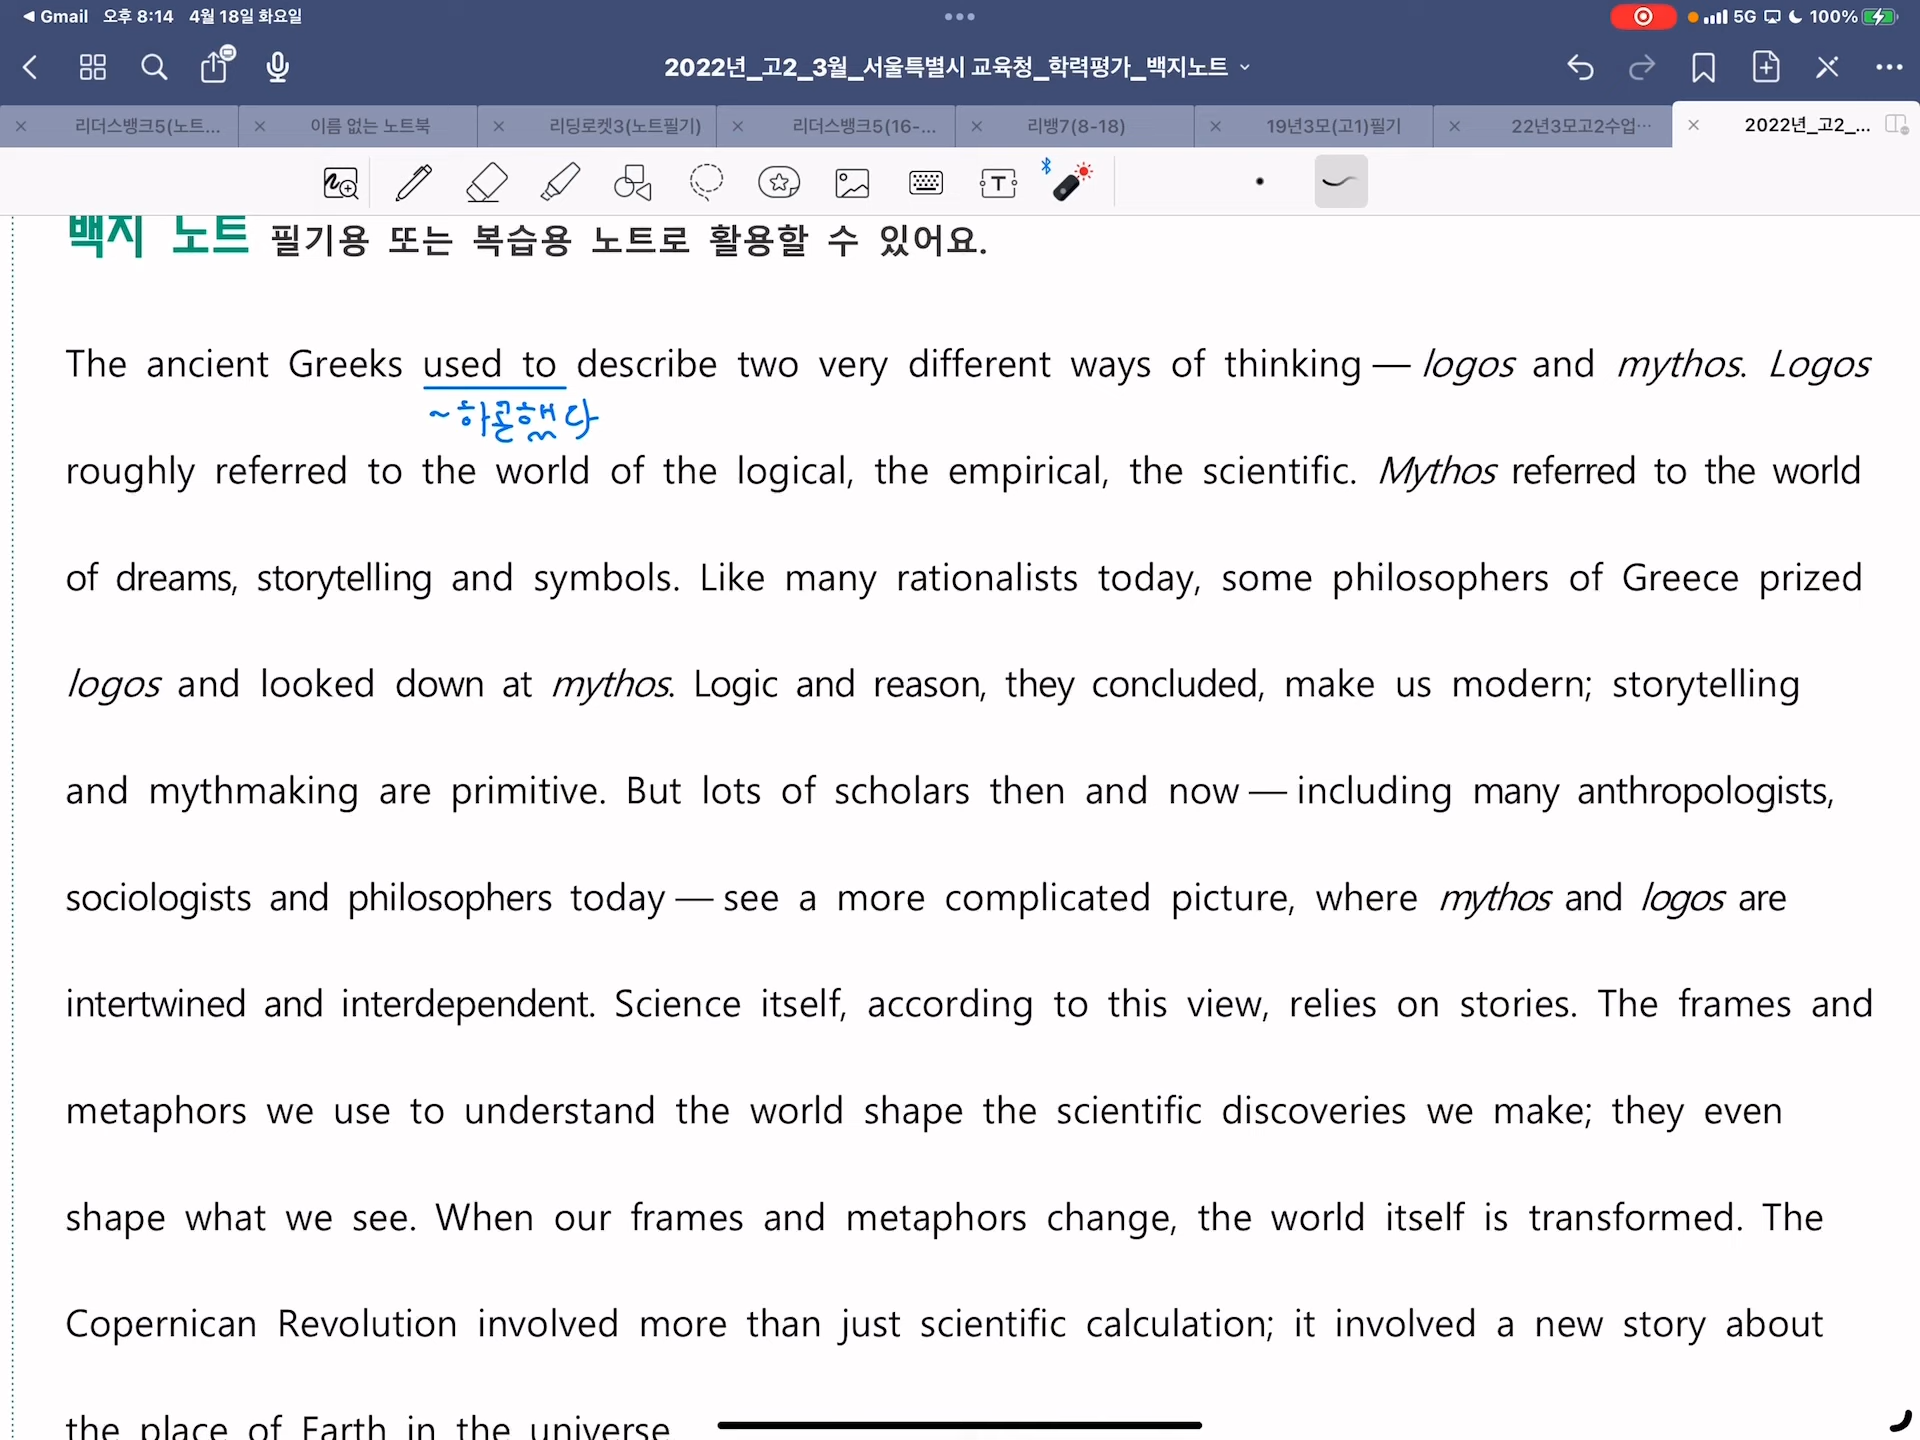 ◀ Gmail 오후 8:14 4월 18일 화요일
5G 100%
2022년_고2_3월_서울특별시 교육청_학력평가_백지노트
리더스뱅크5(노트... 이름 없는 노트북 리딩로켓3(노트필기) 리더스뱅크5(16-... 리뱅7(8-18) 19년3모(고1)필기 22년3모고2수업… 2022년_고2_...
백지 노트 필기용 또는 복습용 노트로 활용할 수 있어요.
The ancient Greeks used to describe two very different ways of thinking — logos and mythos. Logos
~하곤했다
roughly referred to the world of the logical, the empirical, the scientific. Mythos referred to the world
of dreams, storytelling and symbols. Like many rationalists today, some philosophers of Greece prized
logos and looked down at mythos. Logic and reason, they concluded, make us modern; storytelling
and mythmaking are primitive. But lots of scholars then and now — including many anthropologists,
sociologists and philosophers today — see a more complicated picture, where mythos and logos are
intertwined and interdependent. Science itself, according to this view, relies on stories. The frames and
metaphors we use to understand the world shape the scientific discoveries we make; they even
shape what we see. When our frames and metaphors change, the world itself is transformed. The
Copernican Revolution involved more than just scientific calculation; it involved a new story about
the place of Earth in the universe